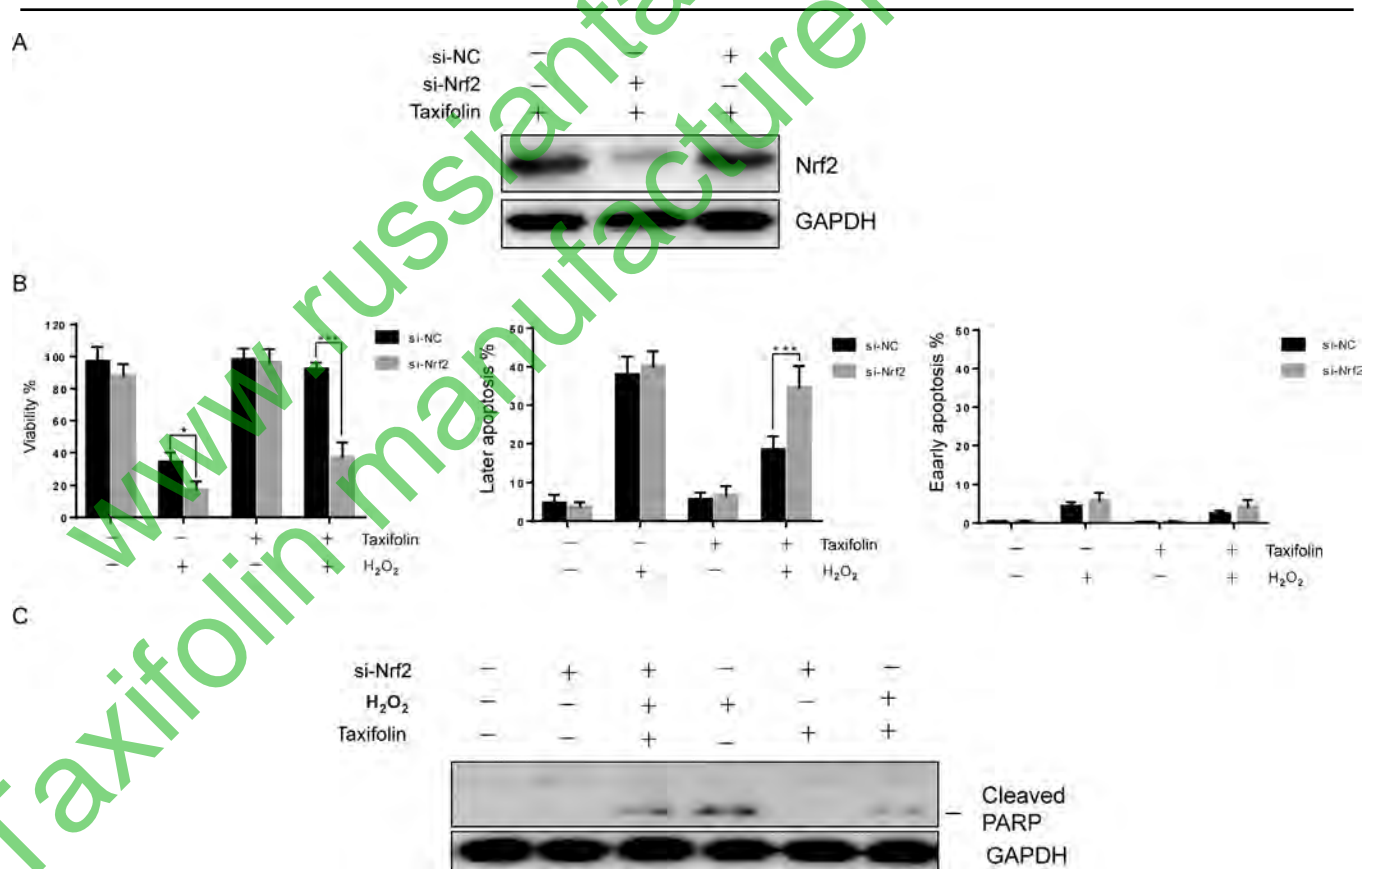 A
si-NC — — +
si-Nrf2 — + —
Taxifolin + + +
Nrf2
GAPDH
B
120
100
80
60
40
20
0
Viability %
*
***
si-NC
si-Nrf2
— — + + Taxifolin
— + — + H₂O₂
50
40
30
20
10
0
Later apoptosis %
***
si-NC
si-Nrf2
— — + + Taxifolin
— + — + H₂O₂
50
40
30
20
10
0
Eaarly apoptosis %
si-NC
si-Nrf2
— — + + Taxifolin
— + — + H₂O₂
C
si-Nrf2 — + + — + —
H₂O₂ — — + + — +
Taxifolin — — + — + +
Cleaved
PARP
GAPDH
www.russianta
Taxifolin manufacturer